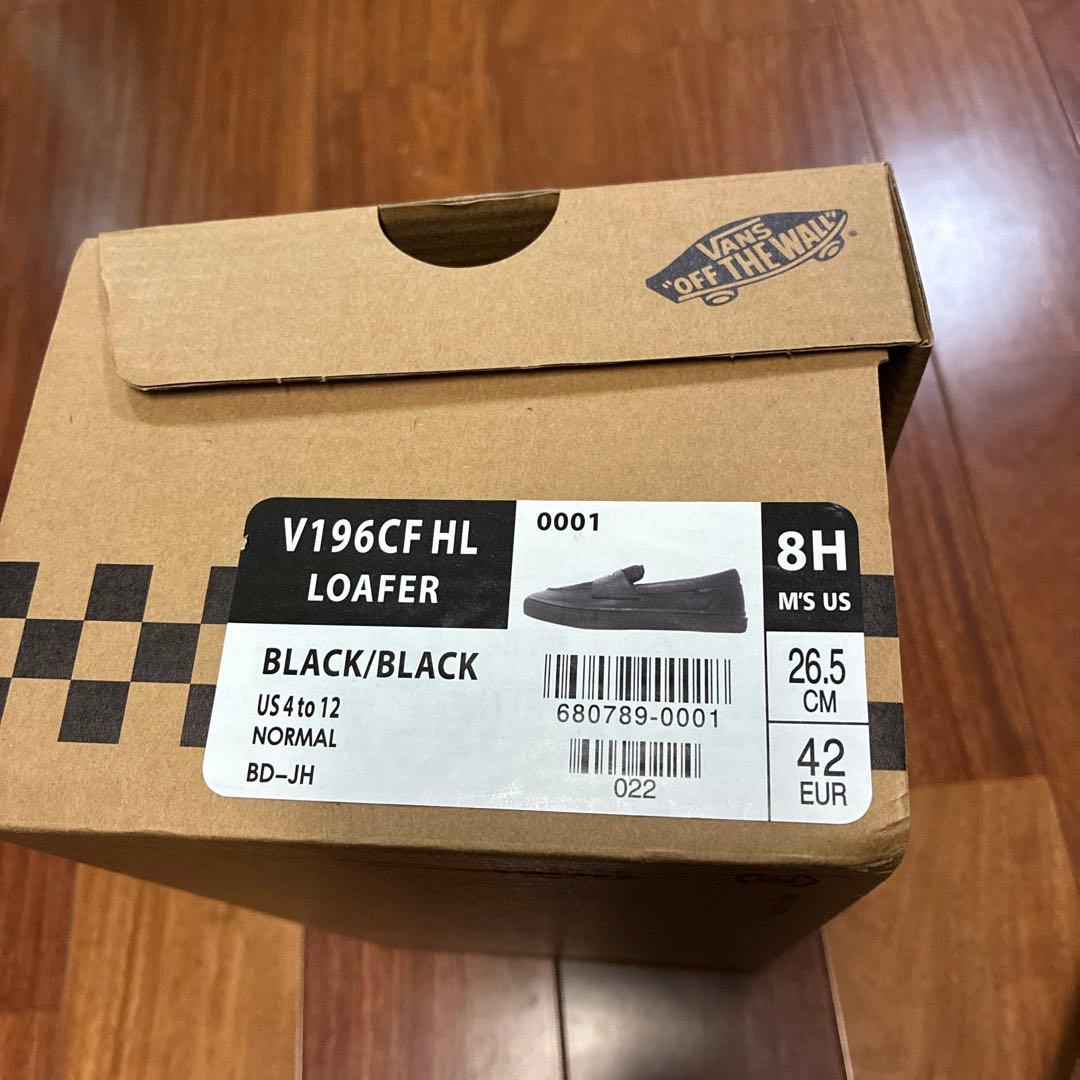 VANS
"OFF THE WALL"
®
V196CF HL
LOAFER
0001
8H
M'S US
BLACK/BLACK
US 4 to 12
NORMAL
BD-JH
680789-0001
022
26.5
CM
42
EUR